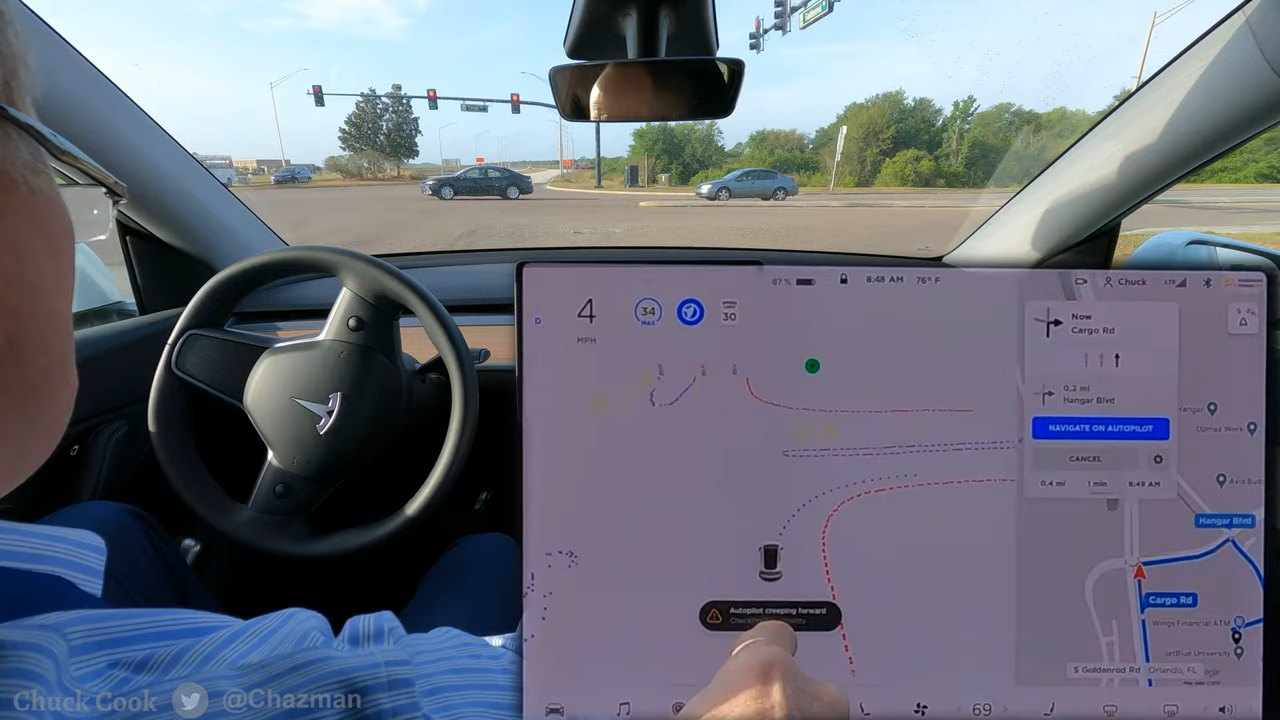 67%
8:48 AM
76° F
Chuck
LTE
D
4
MPH
34
MAX
30
Now
Cargo Rd
0.2 mi
Hangar Blvd
NAVIGATE ON AUTOPILOT
CANCEL
0.4 mi
1 min
8:49 AM
Avis Bud
Hangar Blvd
Cargo Rd
Wings Financial ATM
JetBlue University
S Goldenrod Rd
Orlando, FL
Autopilot creeping forward
69
Chuck Cook
@Chazman